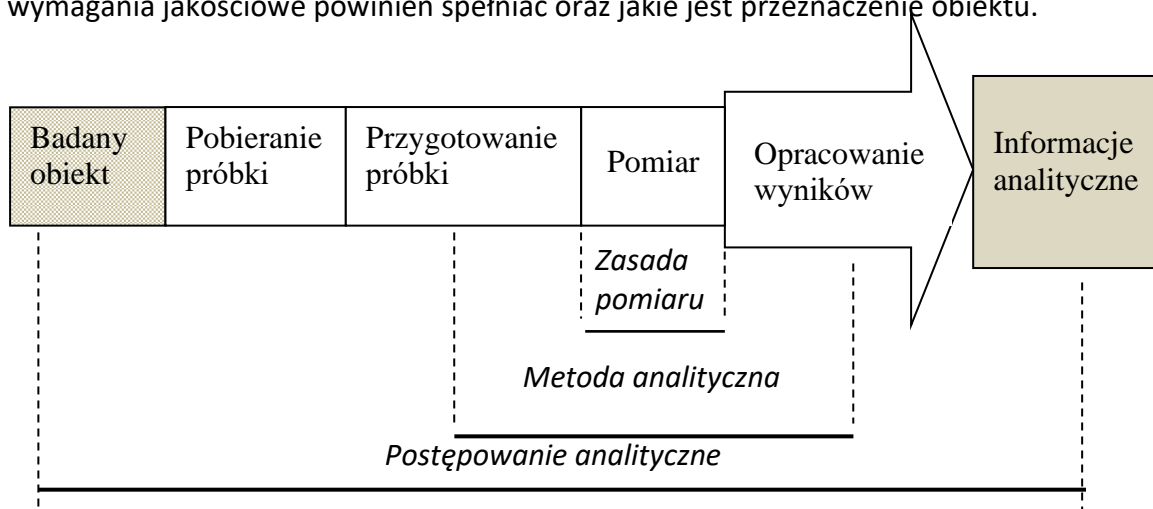 wymagania jakościowe powinien spełniać oraz jakie jest przeznaczenie obiektu.
Badany
obiekt
Pobieranie
próbki
Przygotowanie
próbki
Pomiar
Opracowanie
wyników
Informacje
analityczne
Zasada
pomiaru
Metoda analityczna
Postępowanie analityczne